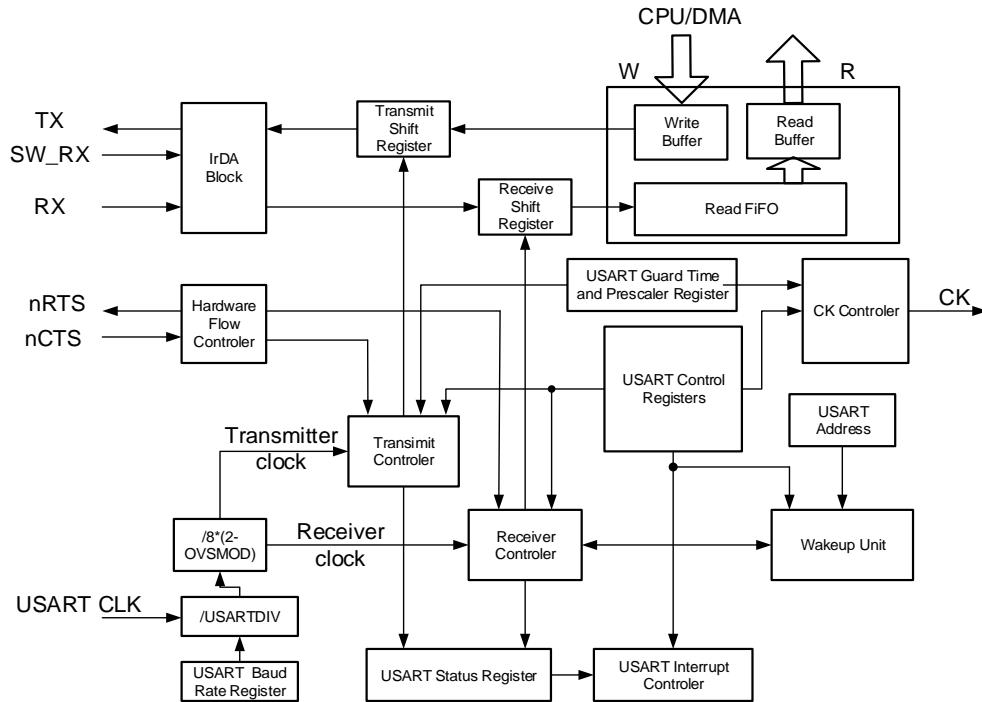 CPU/DMA
W
R
TX
SW_RX
RX
IrDA
Block
Transmit
Shift
Register
Write
Buffer
Read
Buffer
Receive
Shift
Register
Read FiFO
nRTS
nCTS
Hardware
Flow
Controler
USART Guard Time
and Prescaler Register
CK Controler
CK
USART Control
Registers
USART
Address
Transmitter
clock
Transimit
Controler
/8*(2-
OVSMOD)
Receiver
clock
Receiver
Controler
Wakeup Unit
USART CLK
/USARTDIV
USART Baud
Rate Register
USART Status Register
USART Interrupt
Controler